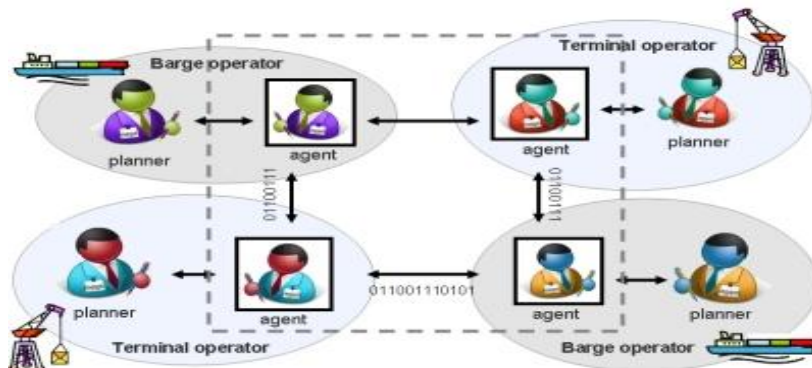 Terminal operator
Barge operator
planner
agent
agent
planner
01100111
01100111
011001110101
planner
agent
agent
planner
Terminal operator
Barge operator